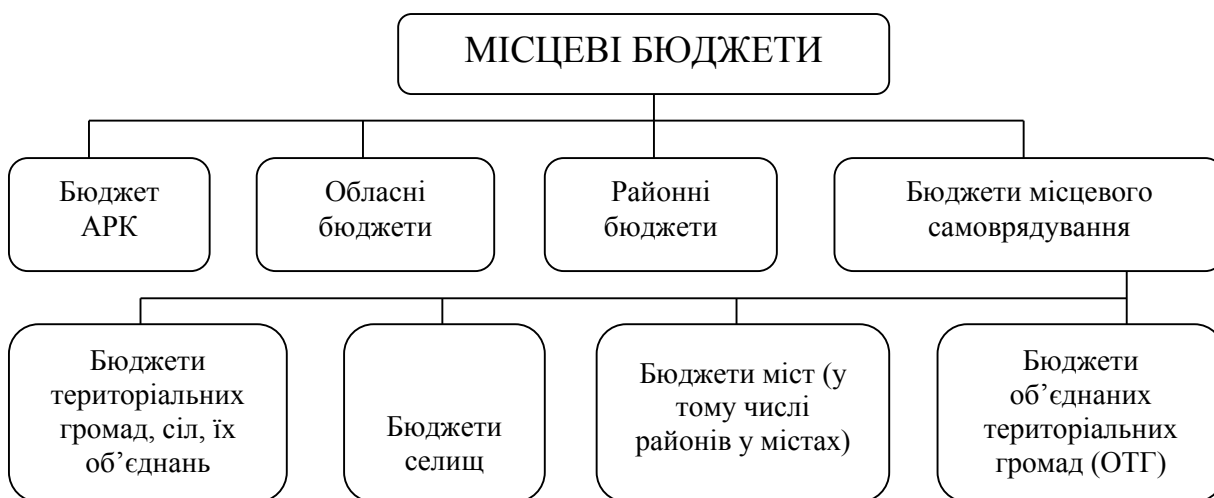 МІСЦЕВІ БЮДЖЕТИ
Бюджет
АРК
Обласні
бюджети
Районні
бюджети
Бюджети місцевого
самоврядування
Бюджети
територіальних
громад, сіл, їх
об’єднань
Бюджети
селищ
Бюджети міст (у
тому числі
районів у містах)
Бюджети
об’єднаних
територіальних
громад (ОТГ)